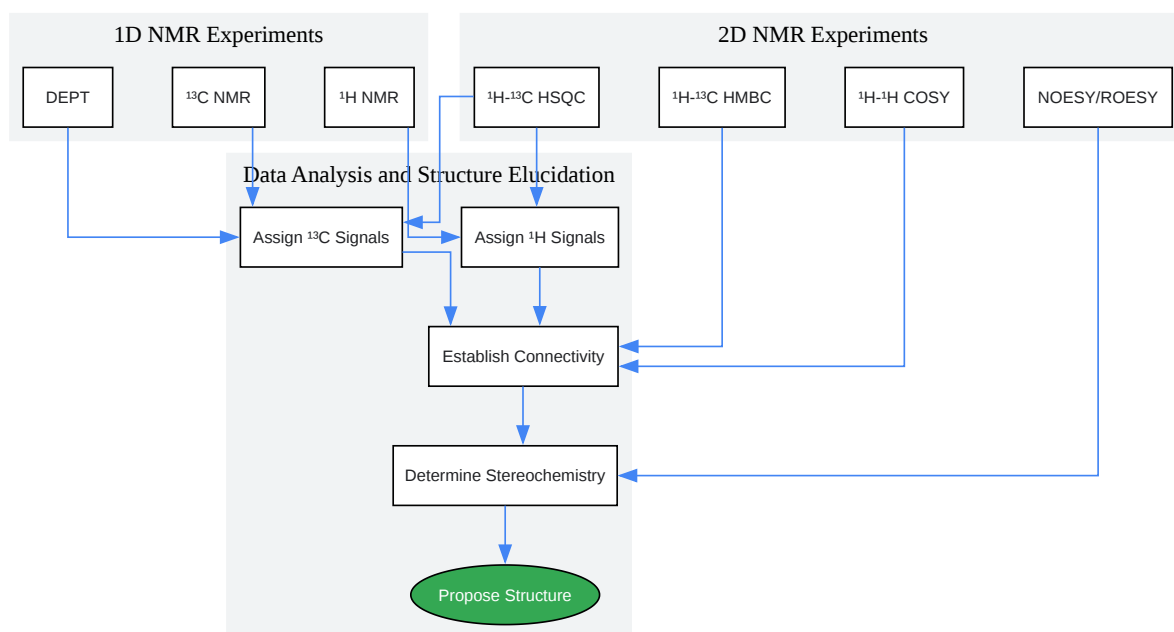 1D NMR Experiments
2D NMR Experiments
DEPT
¹³C NMR
¹H NMR
¹H-¹³C HSQC
¹H-¹³C HMBC
¹H-¹H COSY
NOESY/ROESY
Data Analysis and Structure Elucidation
Assign ¹³C Signals
Assign ¹H Signals
Establish Connectivity
Determine Stereochemistry
Propose Structure